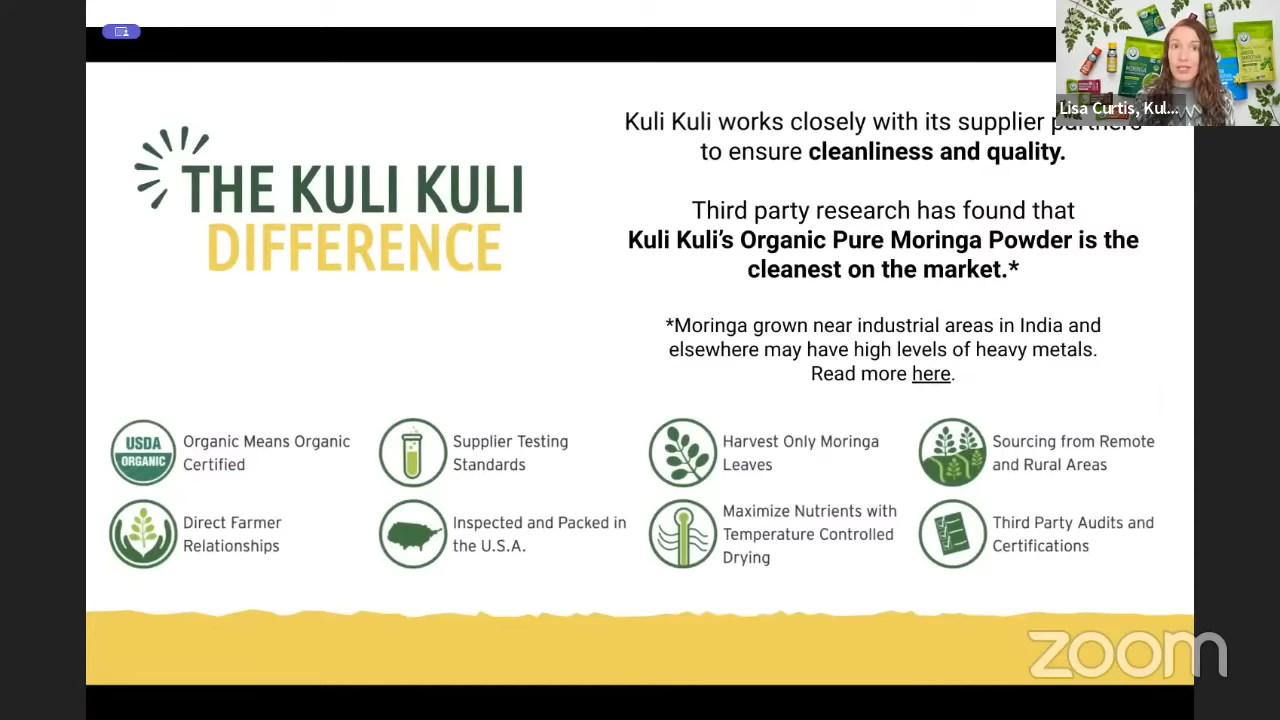 Lisa Curtis, Kul...
THE KULI KULI
DIFFERENCE
Kuli Kuli works closely with its supplier partners
to ensure cleanliness and quality.
Third party research has found that
Kuli Kuli's Organic Pure Moringa Powder is the
cleanest on the market.*
*Moringa grown near industrial areas in India and
elsewhere may have high levels of heavy metals.
Read more here.
USDA
ORGANIC
Organic Means Organic
Certified
Supplier Testing
Standards
Harvest Only Moringa
Leaves
Sourcing from Remote
and Rural Areas
Direct Farmer
Relationships
Inspected and Packed in
the U.S.A.
Maximize Nutrients with
Temperature Controlled
Drying
Third Party Audits and
Certifications
zoom